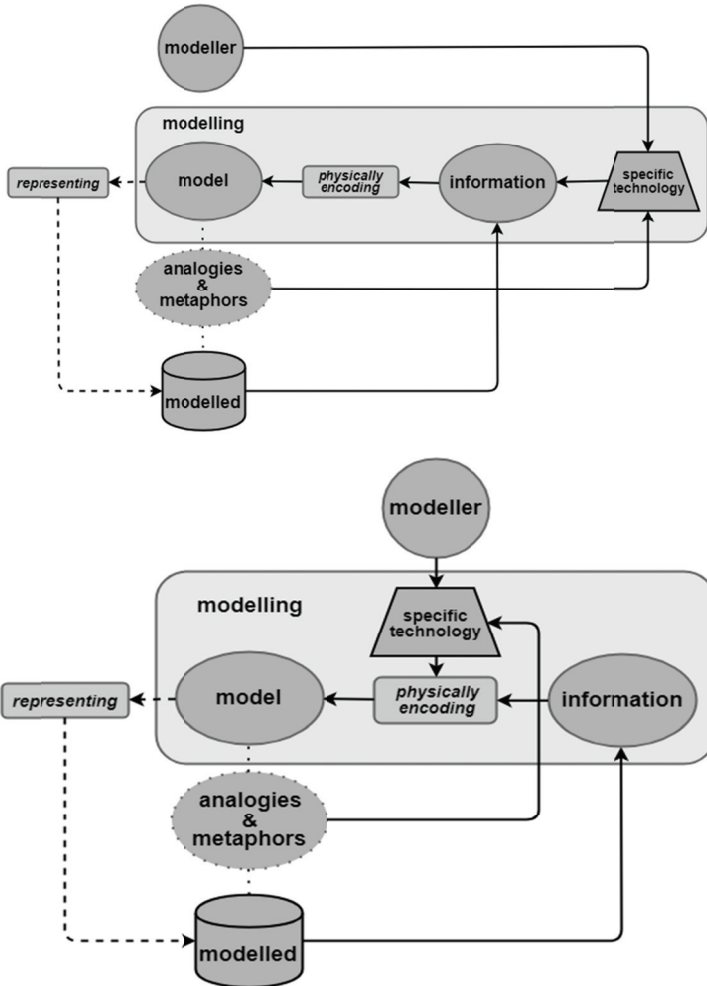 modeller
modelling
representing
model
physically
encoding
information
specific
technology
analogies
&
metaphors
modelled
modeller
modelling
specific
technology
representing
model
physically
encoding
information
analogies
&
metaphors
modelled